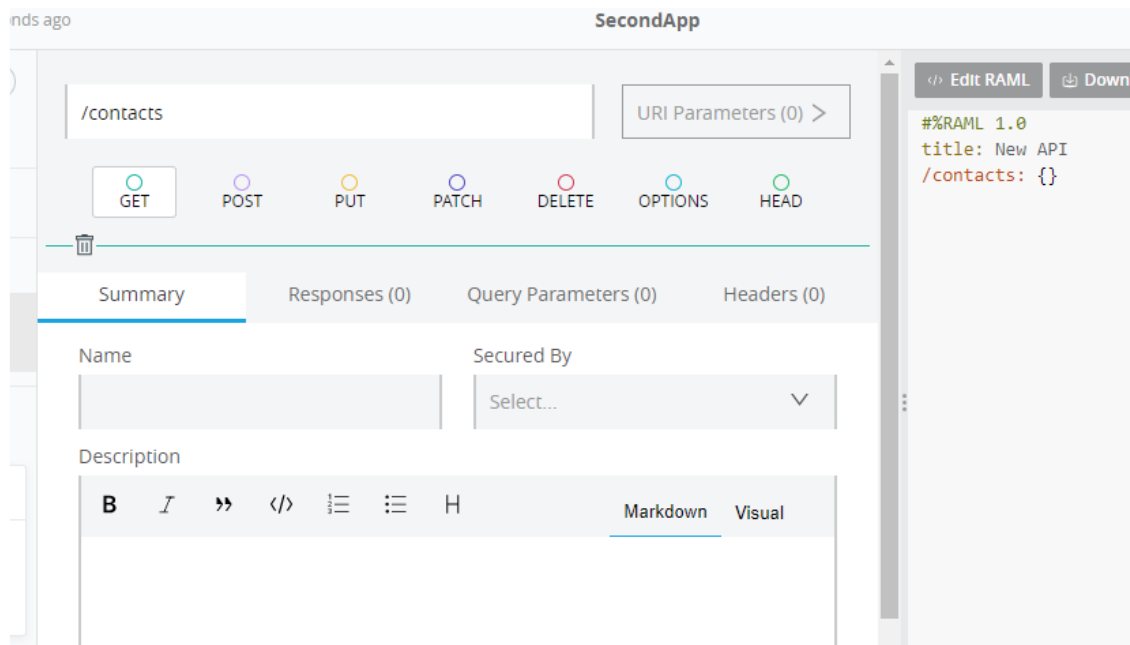 nds ago
SecondApp
/contacts
URI Parameters (0)
GET POST PUT PATCH DELETE OPTIONS HEAD
Summary Responses (0) Query Parameters (0) Headers (0)
Name Secured By
Select...
Description
B I H Markdown Visual
</> Edit RAML Down
#%RAML 1.0
title: New API
/contacts: {}